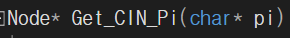 Node* Get_CIN_Pi(char* pi)